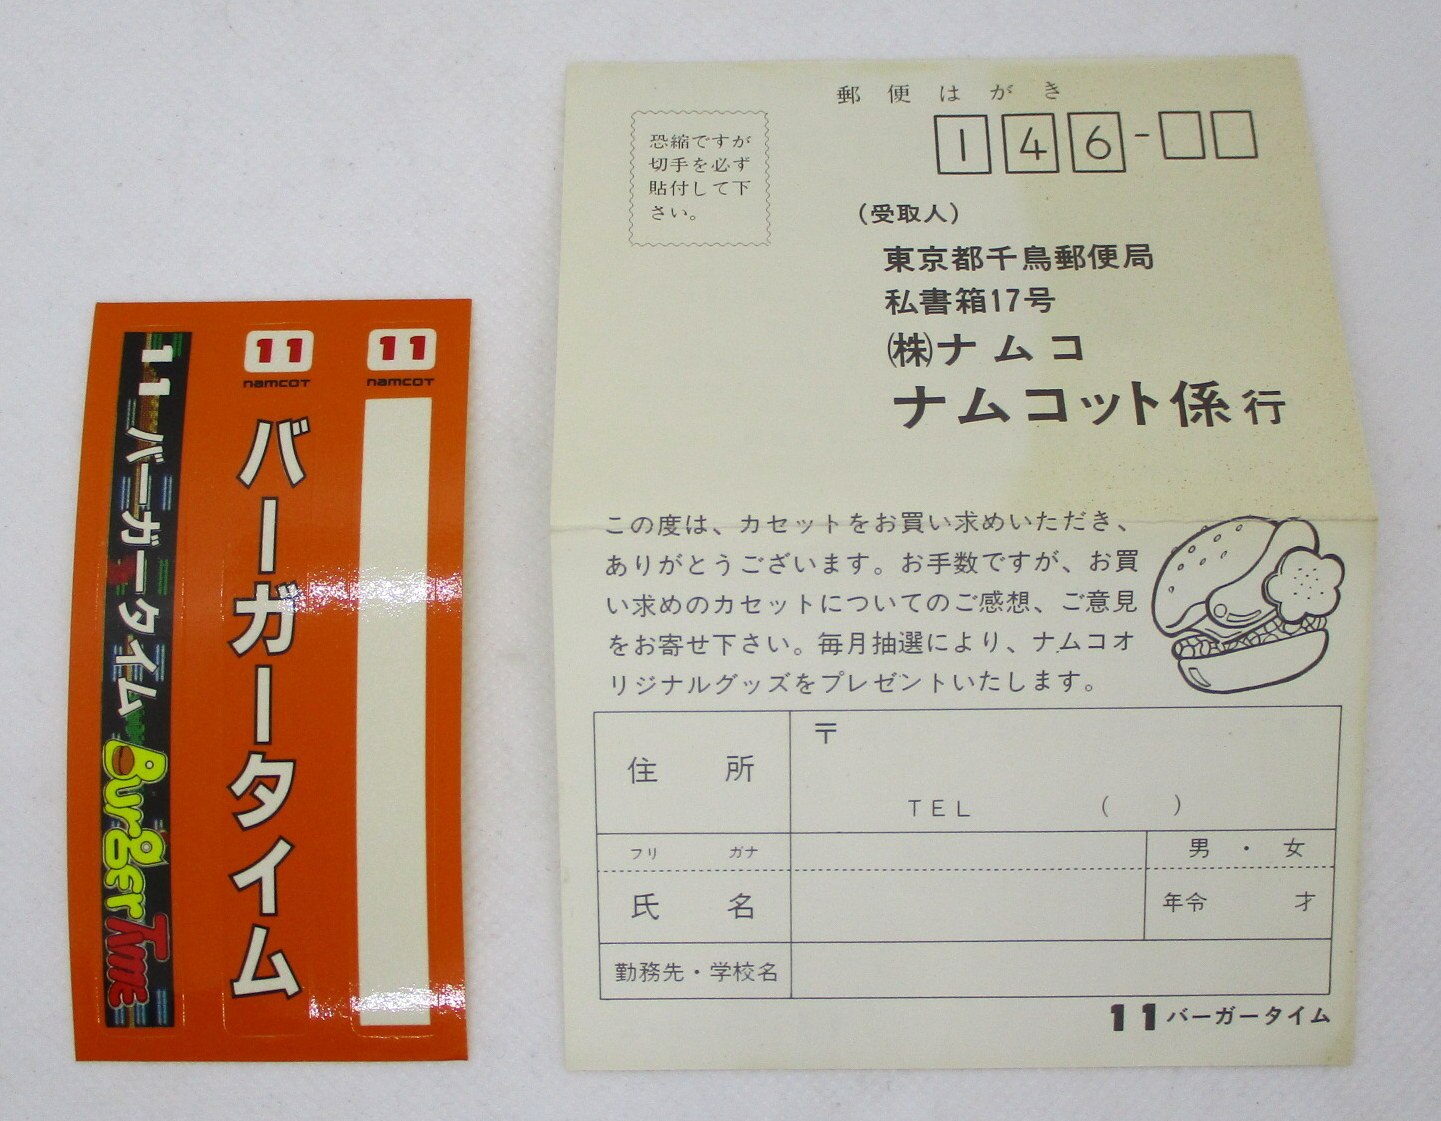 11 バーガータイム BurgerTime
11
namcoT
バーガータイム
11
namcoT
郵便はがき
恐縮ですが
切手を必ず
貼付して下
さい。
146-
(受取人)
東京都千鳥郵便局
私書箱17号
㈱ナムコ
ナムコット係 行
この度は、カセットをお買い求めいただき、
ありがとうございます。お手数ですが、お買
い求めのカセットについてのご感想、ご意見
をお寄せ下さい。毎月抽選により、ナムコオ
リジナルグッズをプレゼントいたします。
住所
〒
TEL ( )
フリガナ
男・女
氏名
年令 才
勤務先・学校名
11 バーガータイム